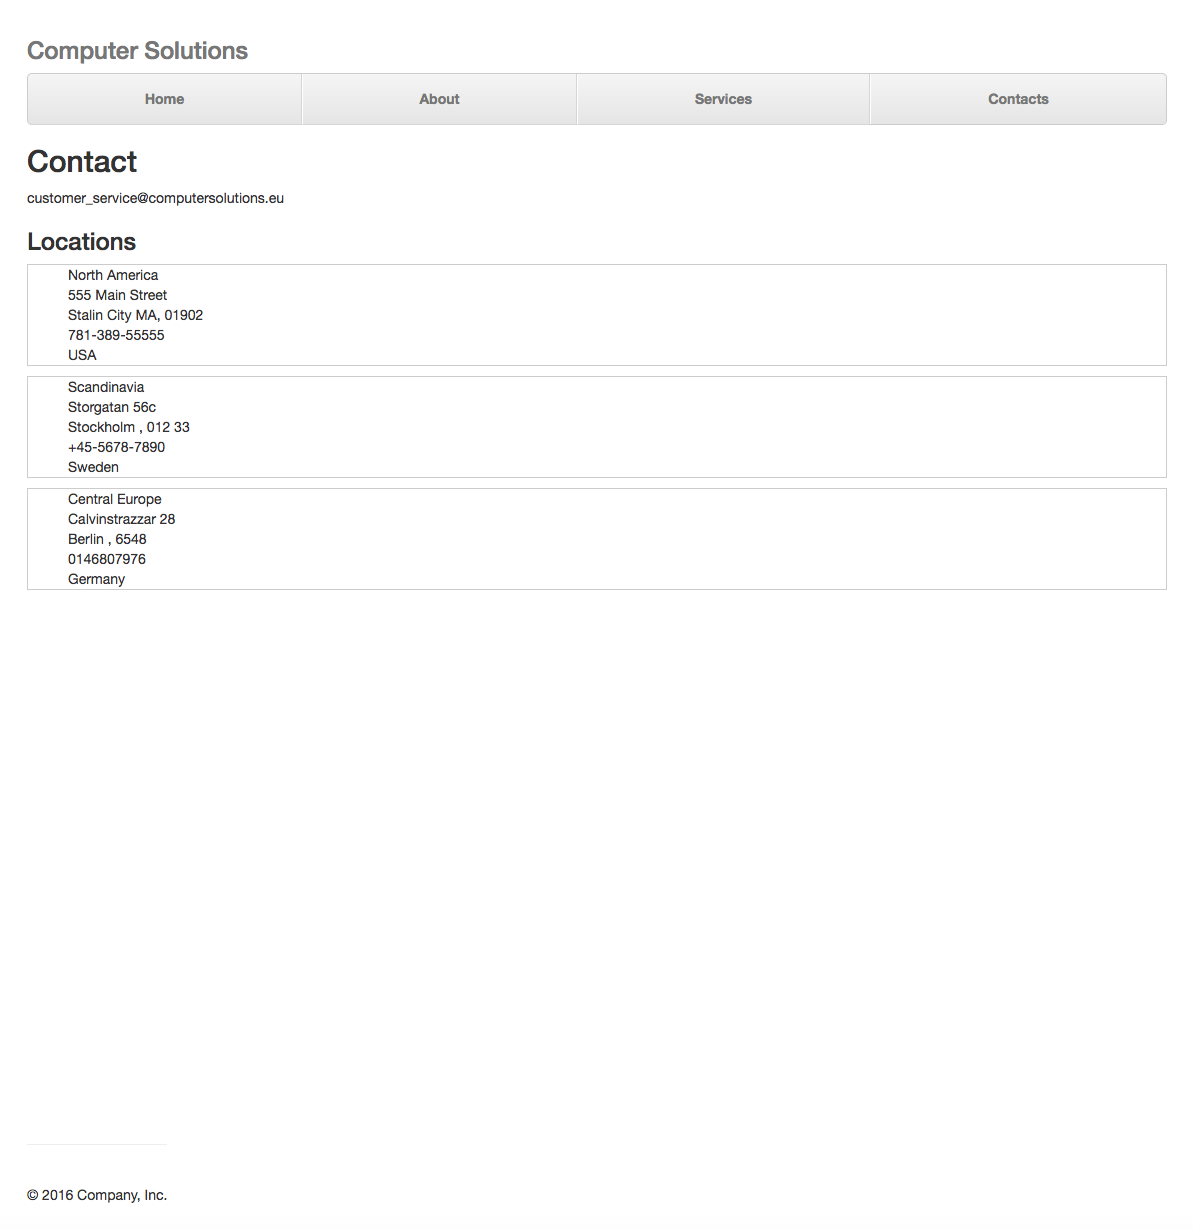 Computer Solutions
Home About Services Contacts
Contact
customer_service@computersolutions.eu
Locations
North America
555 Main Street
Stalin City MA, 01902
781-389-55555
USA
Scandinavia
Storgatan 56c
Stockholm , 012 33
+45-5678-7890
Sweden
Central Europe
Calvinstrazzar 28
Berlin , 6548
0146807976
Germany
© 2016 Company, Inc.